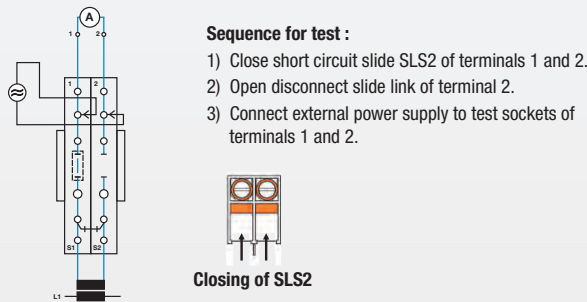 A
1 2
1 2
S1 S2
L1
Sequence for test :
1) Close short circuit slide SLS2 of terminals 1 and 2.
2) Open disconnect slide link of terminal 2.
3) Connect external power supply to test sockets of
terminals 1 and 2.
Closing of SLS2